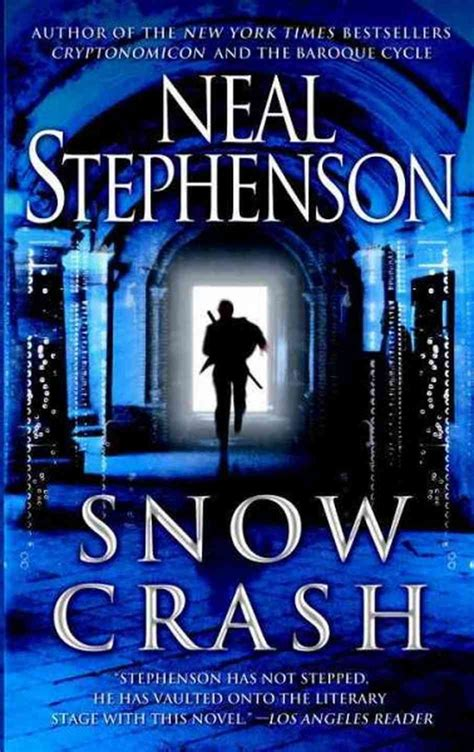 AUTHOR OF THE NEW YORK TIMES BESTSELLERS
CRYPTONOMICON AND THE BAROQUE CYCLE
NEAL
STEPHENSON
SNOW
CRASH
"STEPHENSON HAS NOT STEPPED,
HE HAS VAULTED ONTO THE LITERARY
STAGE WITH THIS NOVEL."—LOS ANGELES READER